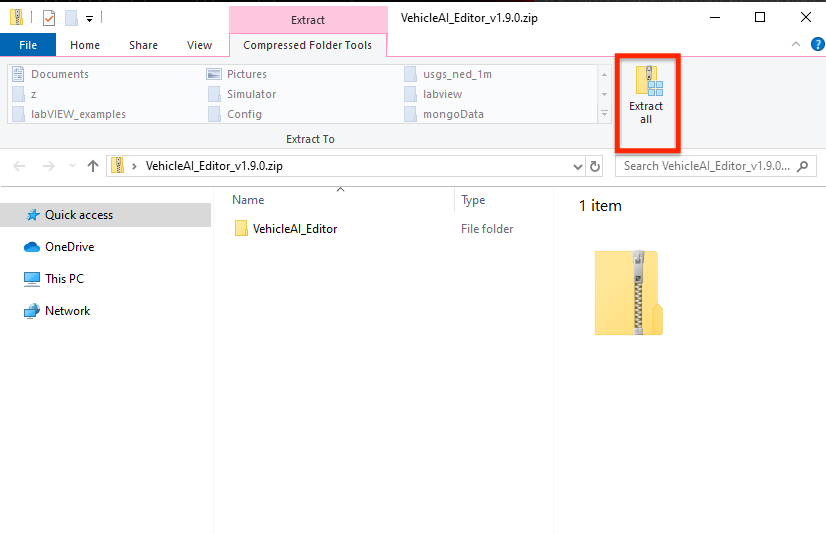 Extract
VehicleAI_Editor_v1.9.0.zip
File
Home
Share
View
Compressed Folder Tools
Documents
Pictures
usgs_ned_1m
z
Simulator
labview
labVIEW_examples
Config
mongoData
Extract To
Extract
all
VehicleAI_Editor_v1.9.0.zip
Search VehicleAI_Editor_v1.9.0...
Name
Type
1 item
Quick access
VehicleAI_Editor
File folder
OneDrive
This PC
Network